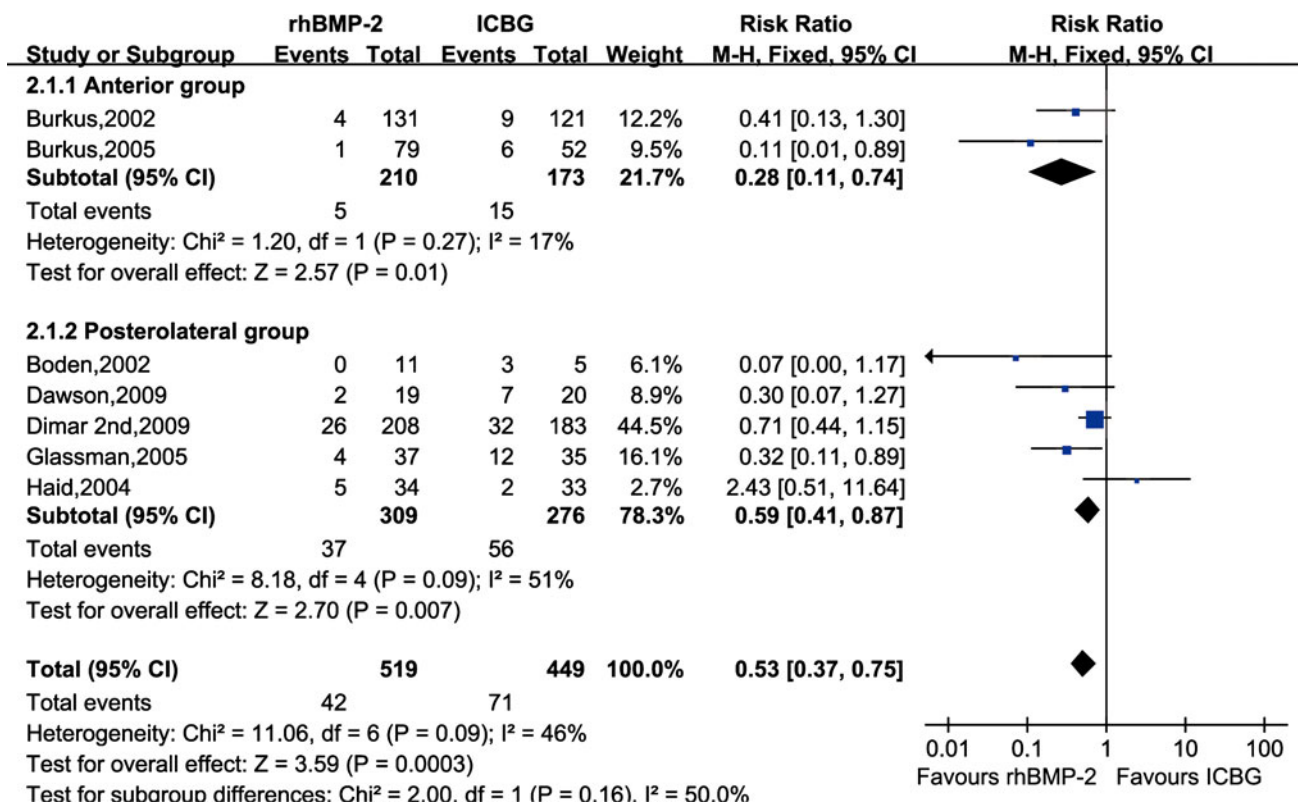 rhBMP-2 ICBG Risk Ratio Risk Ratio
Study or Subgroup Events Total Events Total Weight M-H, Fixed, 95% CI M-H, Fixed, 95% CI
2.1.1 Anterior group
Burkus,2002 4 131 9 121 12.2% 0.41 [0.13, 1.30]
Burkus,2005 1 79 6 52 9.5% 0.11 [0.01, 0.89]
Subtotal (95% CI) 210 173 21.7% 0.28 [0.11, 0.74]
Total events 5 15
Heterogeneity: Chi² = 1.20, df = 1 (P = 0.27); I² = 17%
Test for overall effect: Z = 2.57 (P = 0.01)
2.1.2 Posterolateral group
Boden,2002 0 11 3 5 6.1% 0.07 [0.00, 1.17]
Dawson,2009 2 19 7 20 8.9% 0.30 [0.07, 1.27]
Dimar 2nd,2009 26 208 32 183 44.5% 0.71 [0.44, 1.15]
Glassman,2005 4 37 12 35 16.1% 0.32 [0.11, 0.89]
Haid,2004 5 34 2 33 2.7% 2.43 [0.51, 11.64]
Subtotal (95% CI) 309 276 78.3% 0.59 [0.41, 0.87]
Total events 37 56
Heterogeneity: Chi² = 8.18, df = 4 (P = 0.09); I² = 51%
Test for overall effect: Z = 2.70 (P = 0.007)
Total (95% CI) 519 449 100.0% 0.53 [0.37, 0.75]
Total events 42 71
Heterogeneity: Chi² = 11.06, df = 6 (P = 0.09); I² = 46%
Test for overall effect: Z = 3.59 (P = 0.0003)
Test for subgroup differences: Chi² = 2.00, df = 1 (P = 0.16), I² = 50.0%
0.01 0.1 1 10 100
Favours rhBMP-2 Favours ICBG